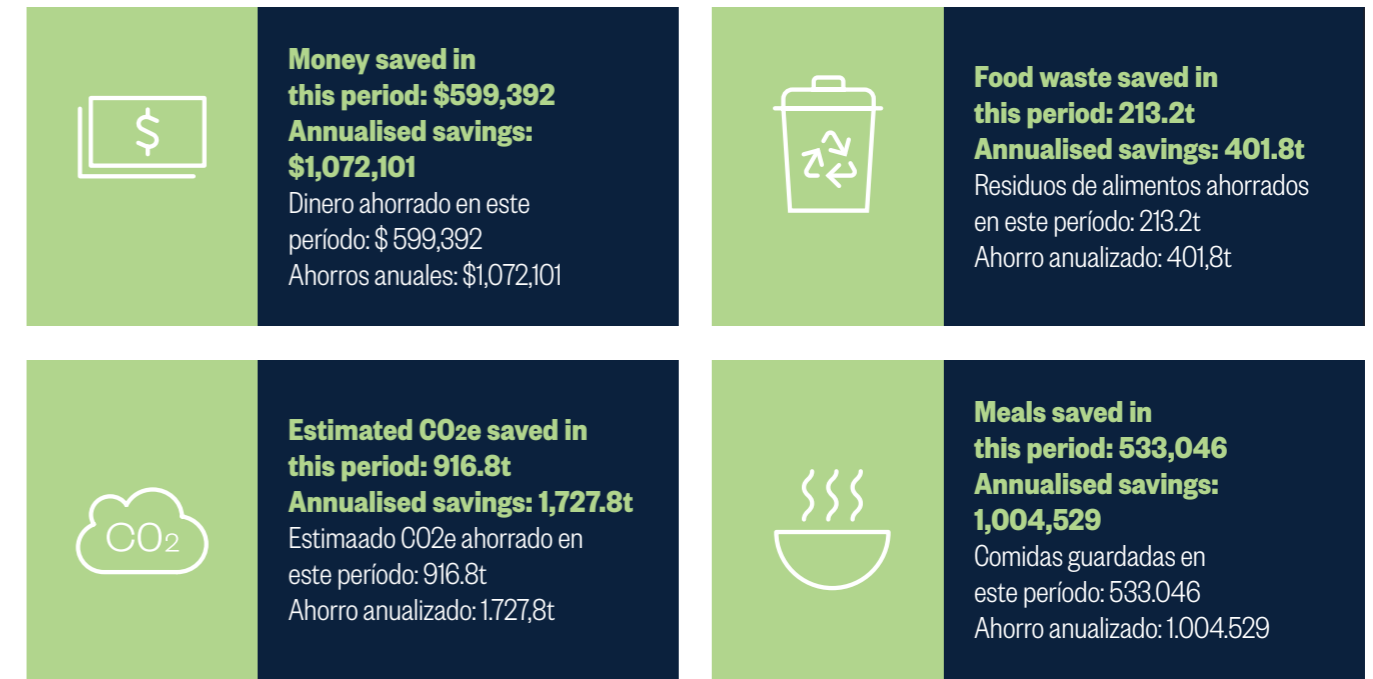 $
Money saved in
this period: $599,392
Annualised savings:
$1,072,101
Dinero ahorrado en este
período: $ 599,392
Ahorros anuales: $1,072,101
Food waste saved in
this period: 213.2t
Annualised savings: 401.8t
Residuos de alimentos ahorrados
en este período: 213.2t
Ahorro anualizado: 401,8t
CO2
Estimated CO2e saved in
this period: 916.8t
Annualised savings: 1,727.8t
Estimaado CO2e ahorrado en
este período: 916.8t
Ahorro anualizado: 1.727,8t
Meals saved in
this period: 533,046
Annualised savings:
1,004,529
Comidas guardadas en
este período: 533.046
Ahorro anualizado: 1.004.529